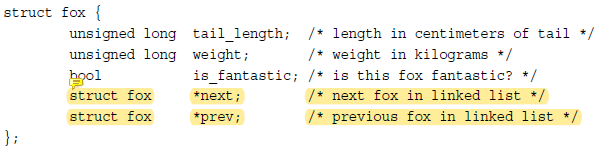 struct fox {
unsigned long tail_length; /* length in centimeters of tail */
unsigned long weight; /* weight in kilograms */
bool is_fantastic; /* is this fox fantastic? */
struct fox *next; /* next fox in linked list */
struct fox *prev; /* previous fox in linked list */
};